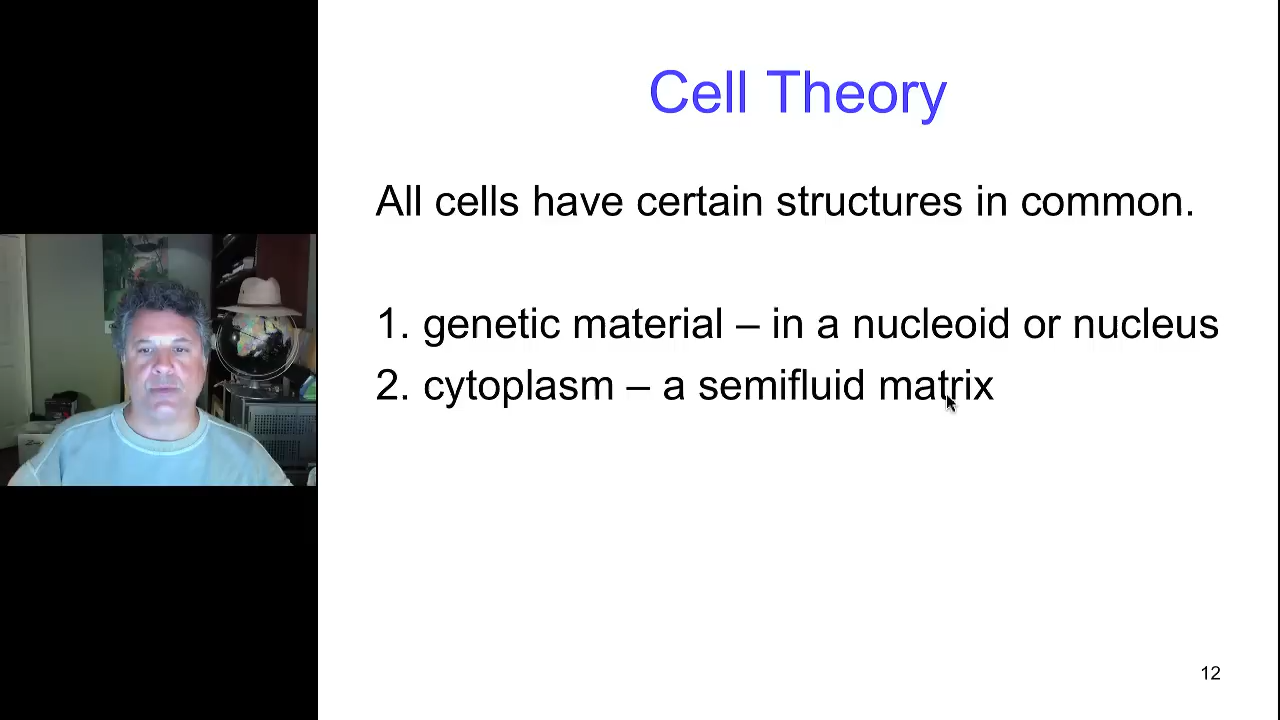 Cell Theory
All cells have certain structures in common.
1. genetic material – in a nucleoid or nucleus
2. cytoplasm – a semifluid matrix
12